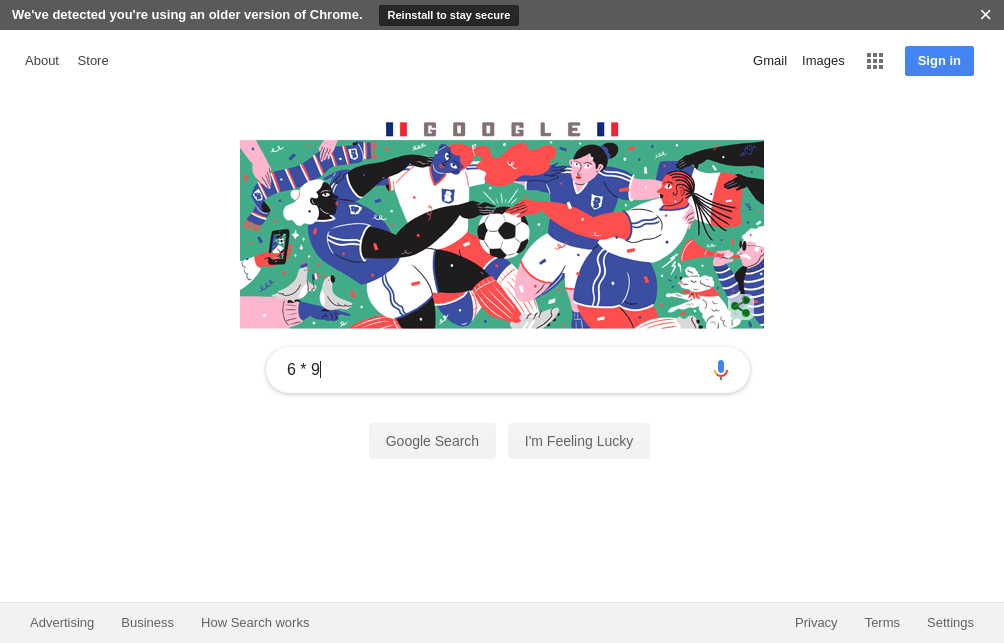 We've detected you're using an older version of Chrome. Reinstall to stay secure
About Store Gmail Images Sign in
GOOGLE
6 * 9
Google Search I'm Feeling Lucky
Advertising Business How Search works Privacy Terms Settings